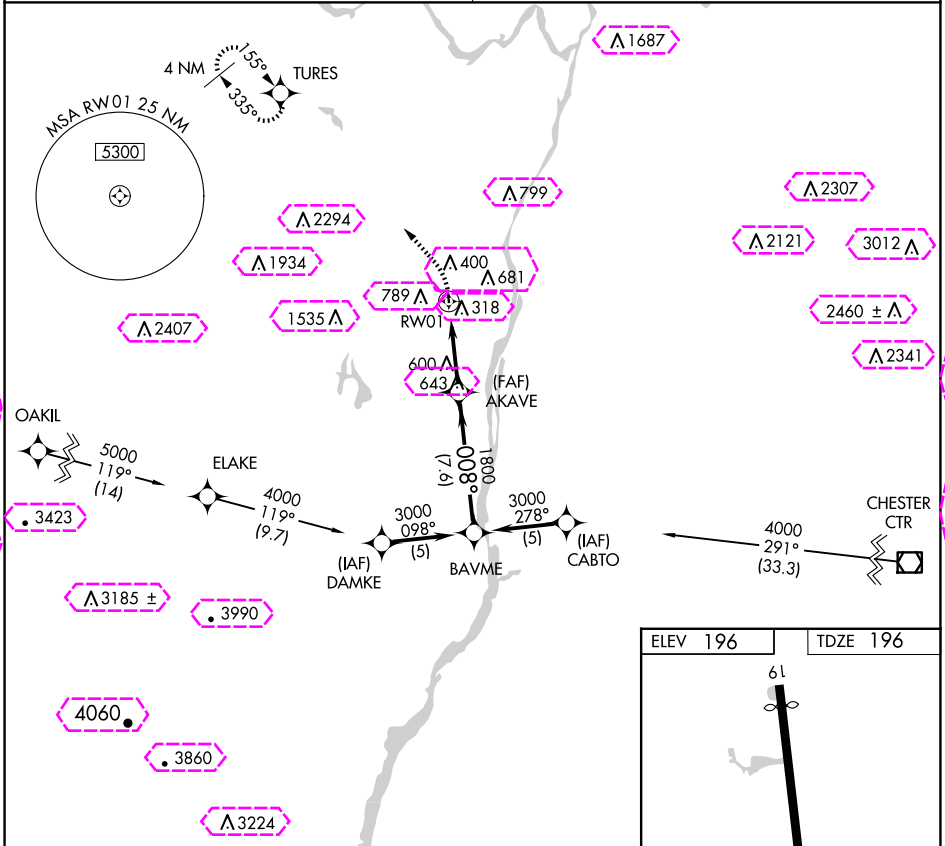 1687
4 NM
155°
335°
TURES
MSA RW01 25 NM
5300
799
2307
2294
2121
3012
1934
400
681
789
318
RW01
1535
2460 ±
2407
2341
600
643
(FAF)
AKAVE
OAKIL
5000
119°
(14)
ELAKE
4000
119°
(9.7)
1800
008°
(7.6)
3423
3000
098°
(5)
3000
278°
(5)
(IAF)
DAMKE
BAVME
(IAF)
CABTO
4000
291°
(33.3)
CHESTER
CTR
3185 ±
3990
4060
3860
3224
ELEV 196
TDZE 196
19